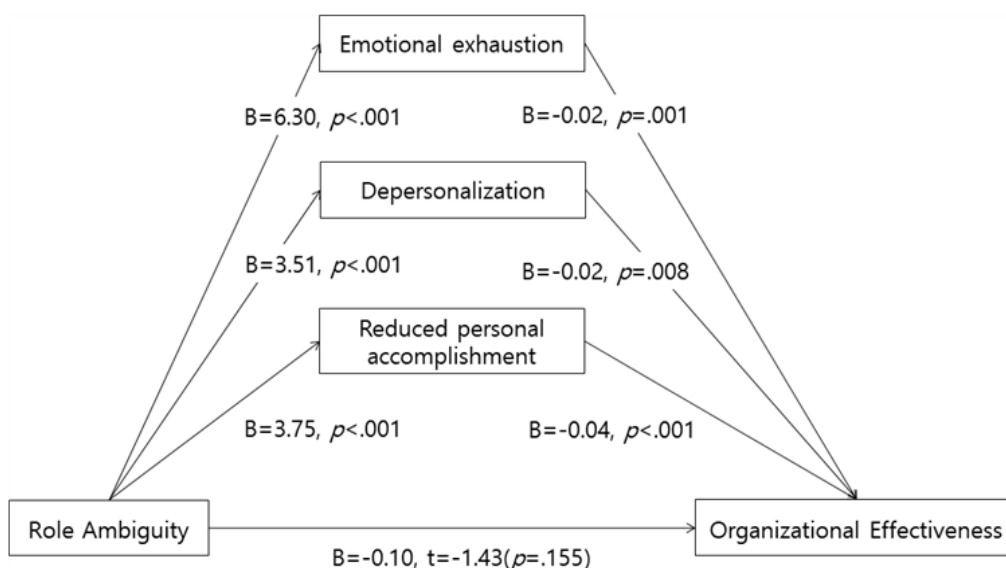 Emotional exhaustion
B=6.30, p<.001
B=-0.02, p=.001
Depersonalization
B=3.51, p<.001
B=-0.02, p=.008
Reduced personal
accomplishment
B=3.75, p<.001
B=-0.04, p<.001
Role Ambiguity
Organizational Effectiveness
B=-0.10, t=-1.43(p=.155)